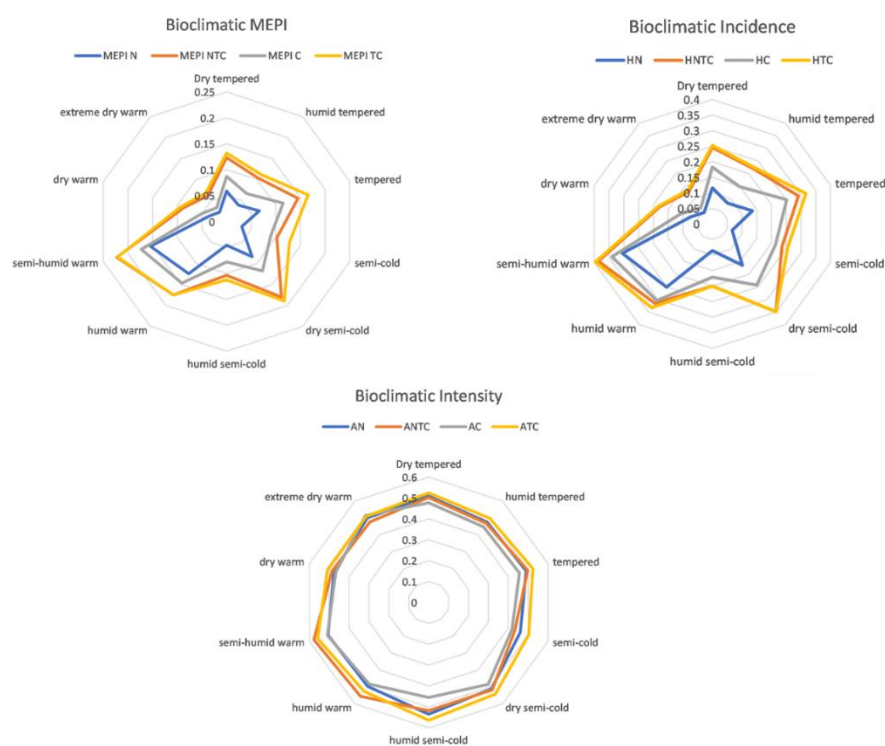 Bioclimatic MEPI
MEPI N MEPI NTC MEPI C MEPI TC
Dry tempered
0.25
0.2
0.15
0.1
0.05
0
humid tempered
tempered
semi-cold
dry semi-cold
humid semi-cold
humid warm
semi-humid warm
dry warm
extreme dry warm
Bioclimatic Incidence
HN HNTC HC HTC
Dry tempered
0.4
0.35
0.3
0.25
0.2
0.15
0.1
0.05
0
humid tempered
tempered
semi-cold
dry semi-cold
humid semi-cold
humid warm
semi-humid warm
dry warm
extreme dry warm
Bioclimatic Intensity
AN ANTC AC ATC
Dry tempered
0.6
0.5
0.4
0.3
0.2
0.1
0
humid tempered
tempered
semi-cold
dry semi-cold
humid semi-cold
humid warm
semi-humid warm
dry warm
extreme dry warm